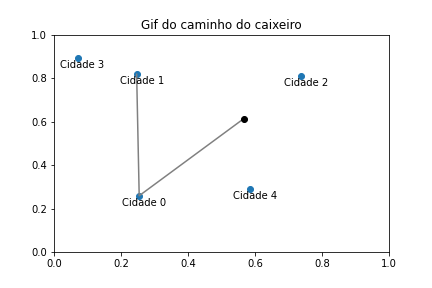 Gif do caminho do caixeiro
1.0
Cidade 3
Cidade 1
0.8
Cidade 2
0.6
0.4
Cidade 4
Cidade 0
0.2
0.0
0.0 0.2 0.4 0.6 0.8 1.0